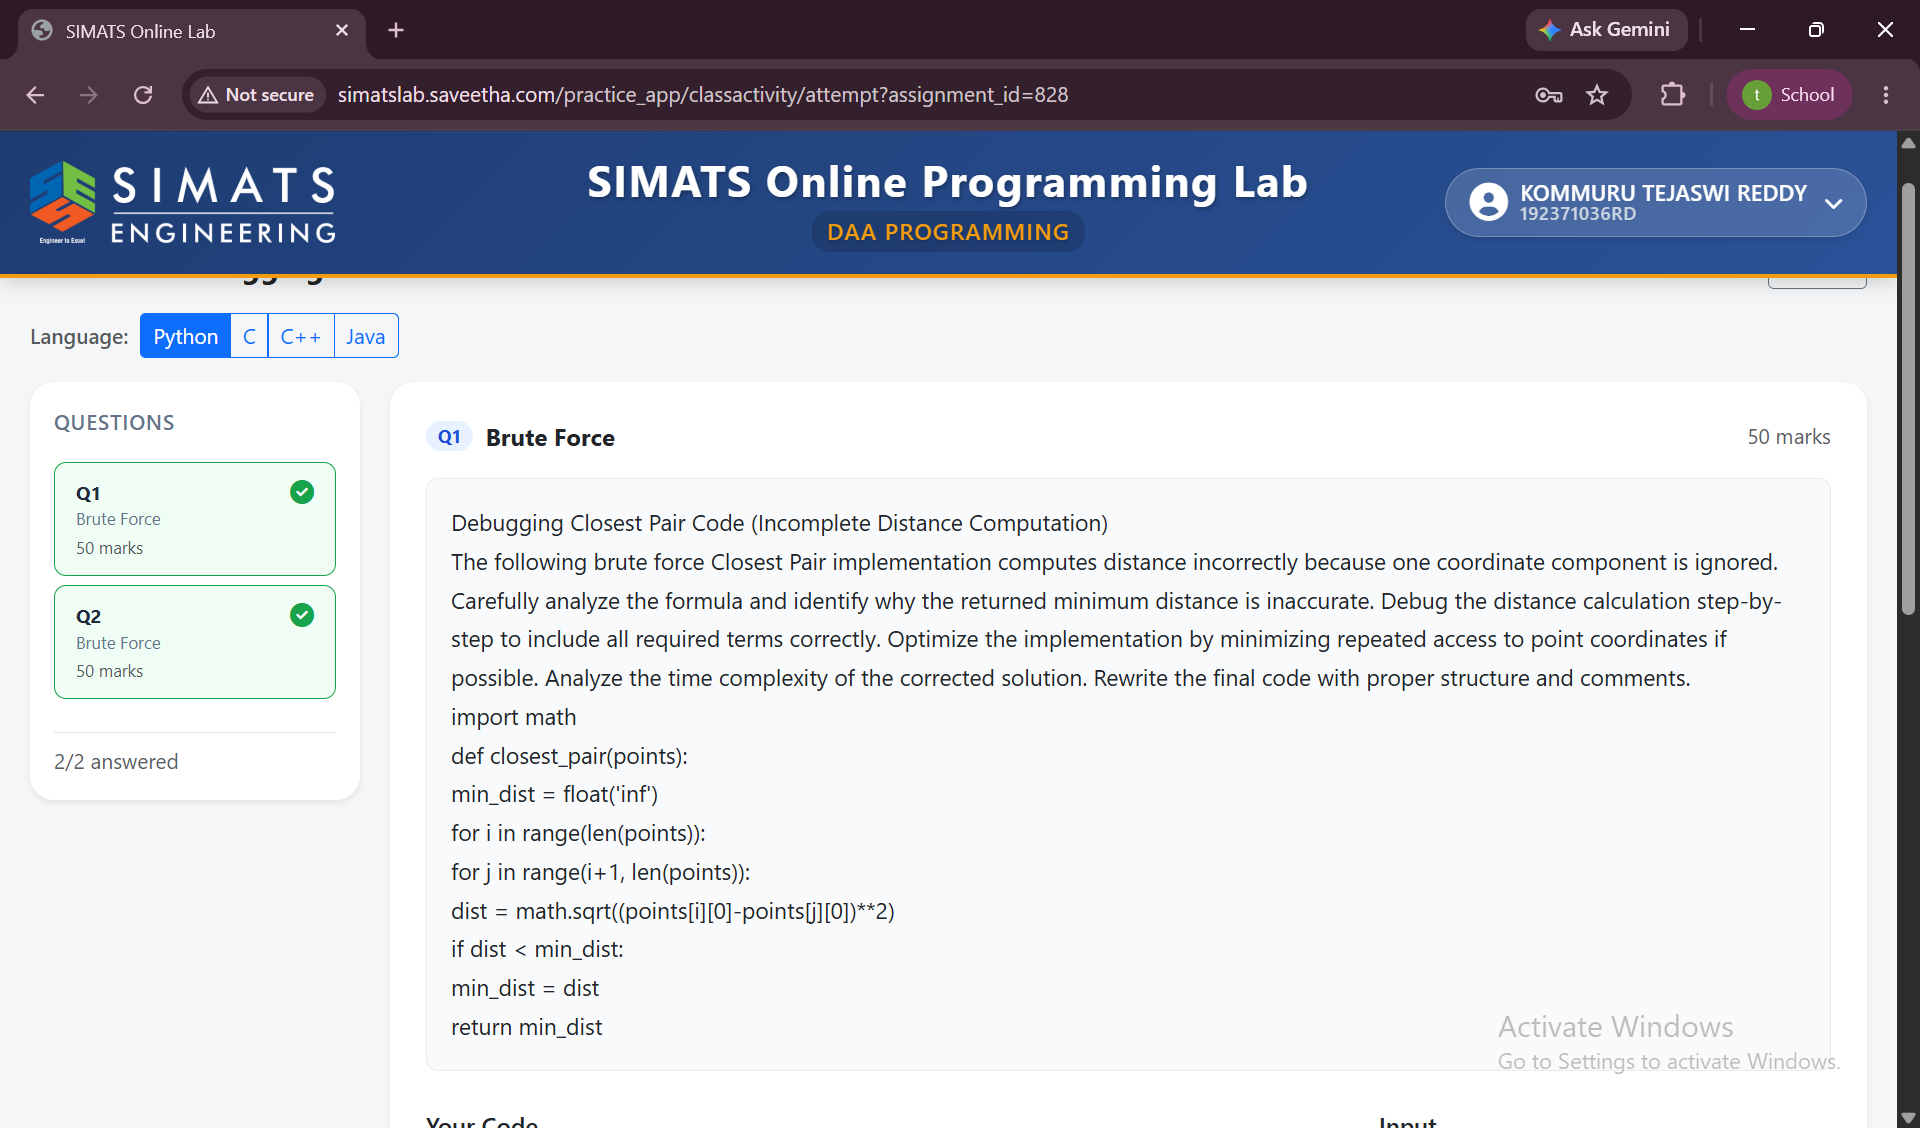 SIMATS Online Lab
Ask Gemini
Not secure
simatslab.saveetha.com/practice_app/classactivity/attempt?assignment_id=828
t
School
SIMATS
ENGINEERING
Engineer to Excel
SIMATS Online Programming Lab
DAA PROGRAMMING
KOMMURU TEJASWI REDDY
192371036RD
Language:
Python
C
C++
Java
QUESTIONS
Q1
Brute Force
50 marks
Q2
Brute Force
50 marks
2/2 answered
Q1
Brute Force
50 marks
Debugging Closest Pair Code (Incomplete Distance Computation)
The following brute force Closest Pair implementation computes distance incorrectly because one coordinate component is ignored.
Carefully analyze the formula and identify why the returned minimum distance is inaccurate. Debug the distance calculation step-by-
step to include all required terms correctly. Optimize the implementation by minimizing repeated access to point coordinates if
possible. Analyze the time complexity of the corrected solution. Rewrite the final code with proper structure and comments.
import math
def closest_pair(points):
min_dist = float('inf')
for i in range(len(points)):
for j in range(i+1, len(points)):
dist = math.sqrt((points[i][0]-points[j][0])**2)
if dist < min_dist:
min_dist = dist
return min_dist
Activate Windows
Go to Settings to activate Windows.
Your Code
Input